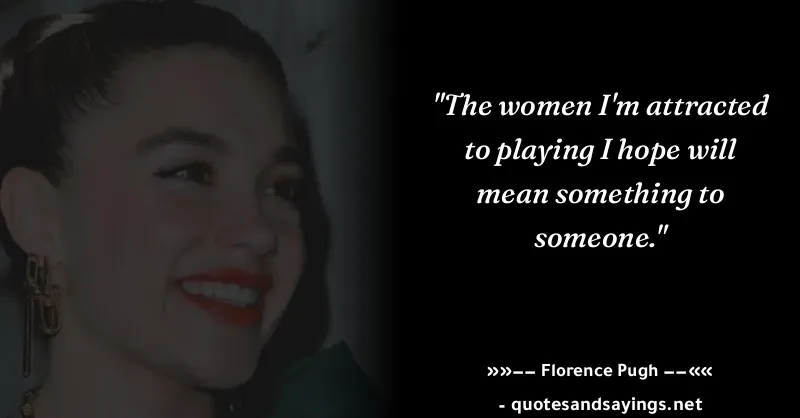 "The women I'm attracted
to playing I hope will
mean something to
someone."
»»−− Florence Pugh −−««
- quotesandsayings.net